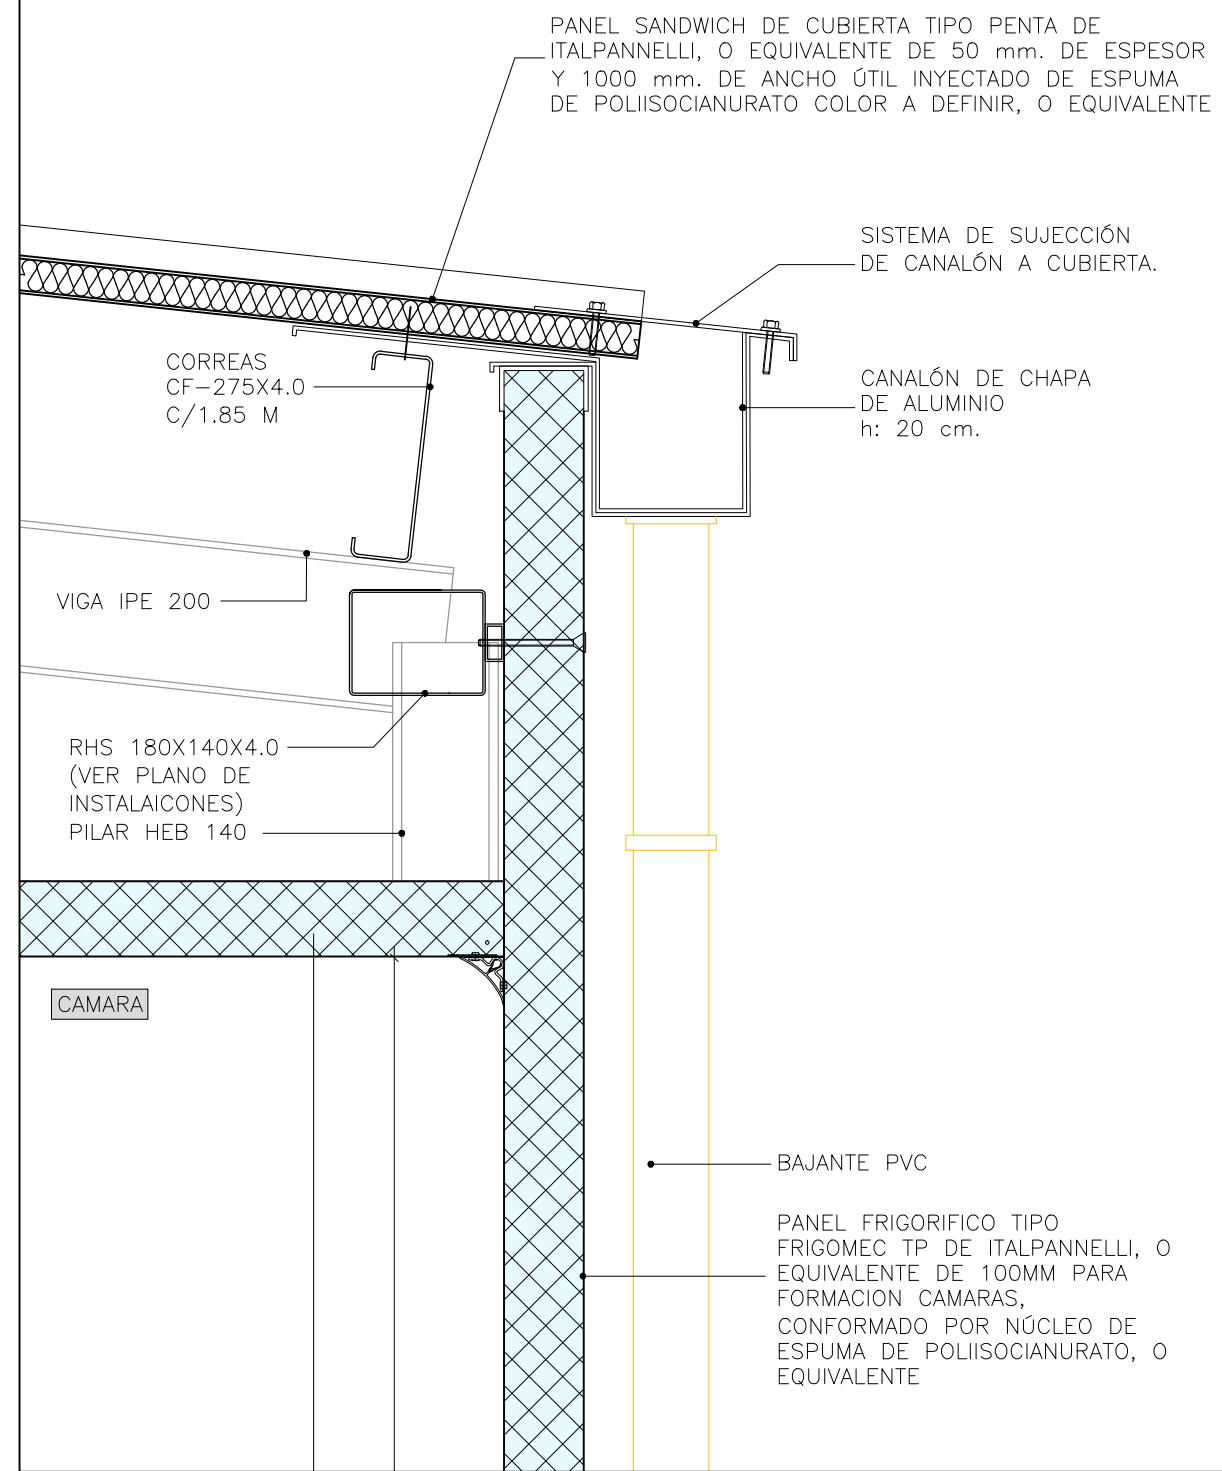 PANEL SANDWICH DE CUBIERTA TIPO PENTA DE
ITALPANNELLI, O EQUIVALENTE DE 50 mm. DE ESPESOR
Y 1000 mm. DE ANCHO ÚTIL INYECTADO DE ESPUMA
DE POLIISOCIANURATO COLOR A DEFINIR, O EQUIVALENTE
SISTEMA DE SUJECCIÓN
DE CANALÓN A CUBIERTA.
CORREAS
CF-275X4.0
C/1.85 M
CANALÓN DE CHAPA
DE ALUMINIO
h: 20 cm.
VIGA IPE 200
RHS 180X140X4.0
(VER PLANO DE
INSTALAICONES)
PILAR HEB 140
CAMARA
BAJANTE PVC
PANEL FRIGORIFICO TIPO
FRIGOMEC TP DE ITALPANNELLI, O
EQUIVALENTE DE 100MM PARA
FORMACION CAMARAS,
CONFORMADO POR NÚCLEO DE
ESPUMA DE POLIISOCIANURATO, O
EQUIVALENTE